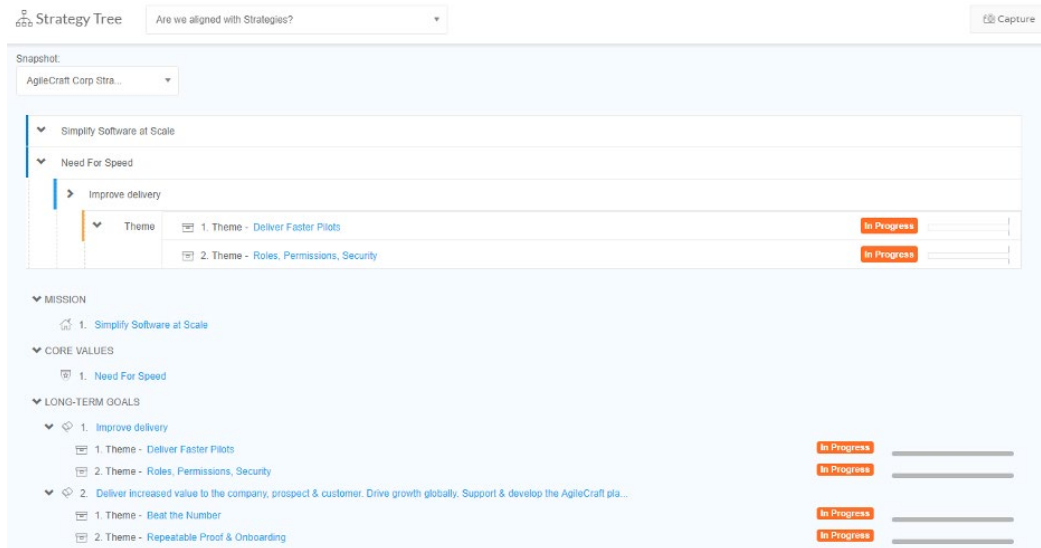 Strategy Tree
Are we aligned with Strategies?
Capture
Snapshot:
AgileCraft Corp Stra...
Simplify Software at Scale
Need For Speed
Improve delivery
Theme
1. Theme - Deliver Faster Pilots In Progress
2. Theme - Roles, Permissions, Security In Progress
MISSION
1. Simplify Software at Scale
CORE VALUES
1. Need For Speed
LONG-TERM GOALS
1. Improve delivery
1. Theme - Deliver Faster Pilots In Progress
2. Theme - Roles, Permissions, Security In Progress
2. Deliver increased value to the company, prospect & customer. Drive growth globally. Support & develop the AgileCraft pla...
1. Theme - Beat the Number In Progress
2. Theme - Repeatable Proof & Onboarding In Progress